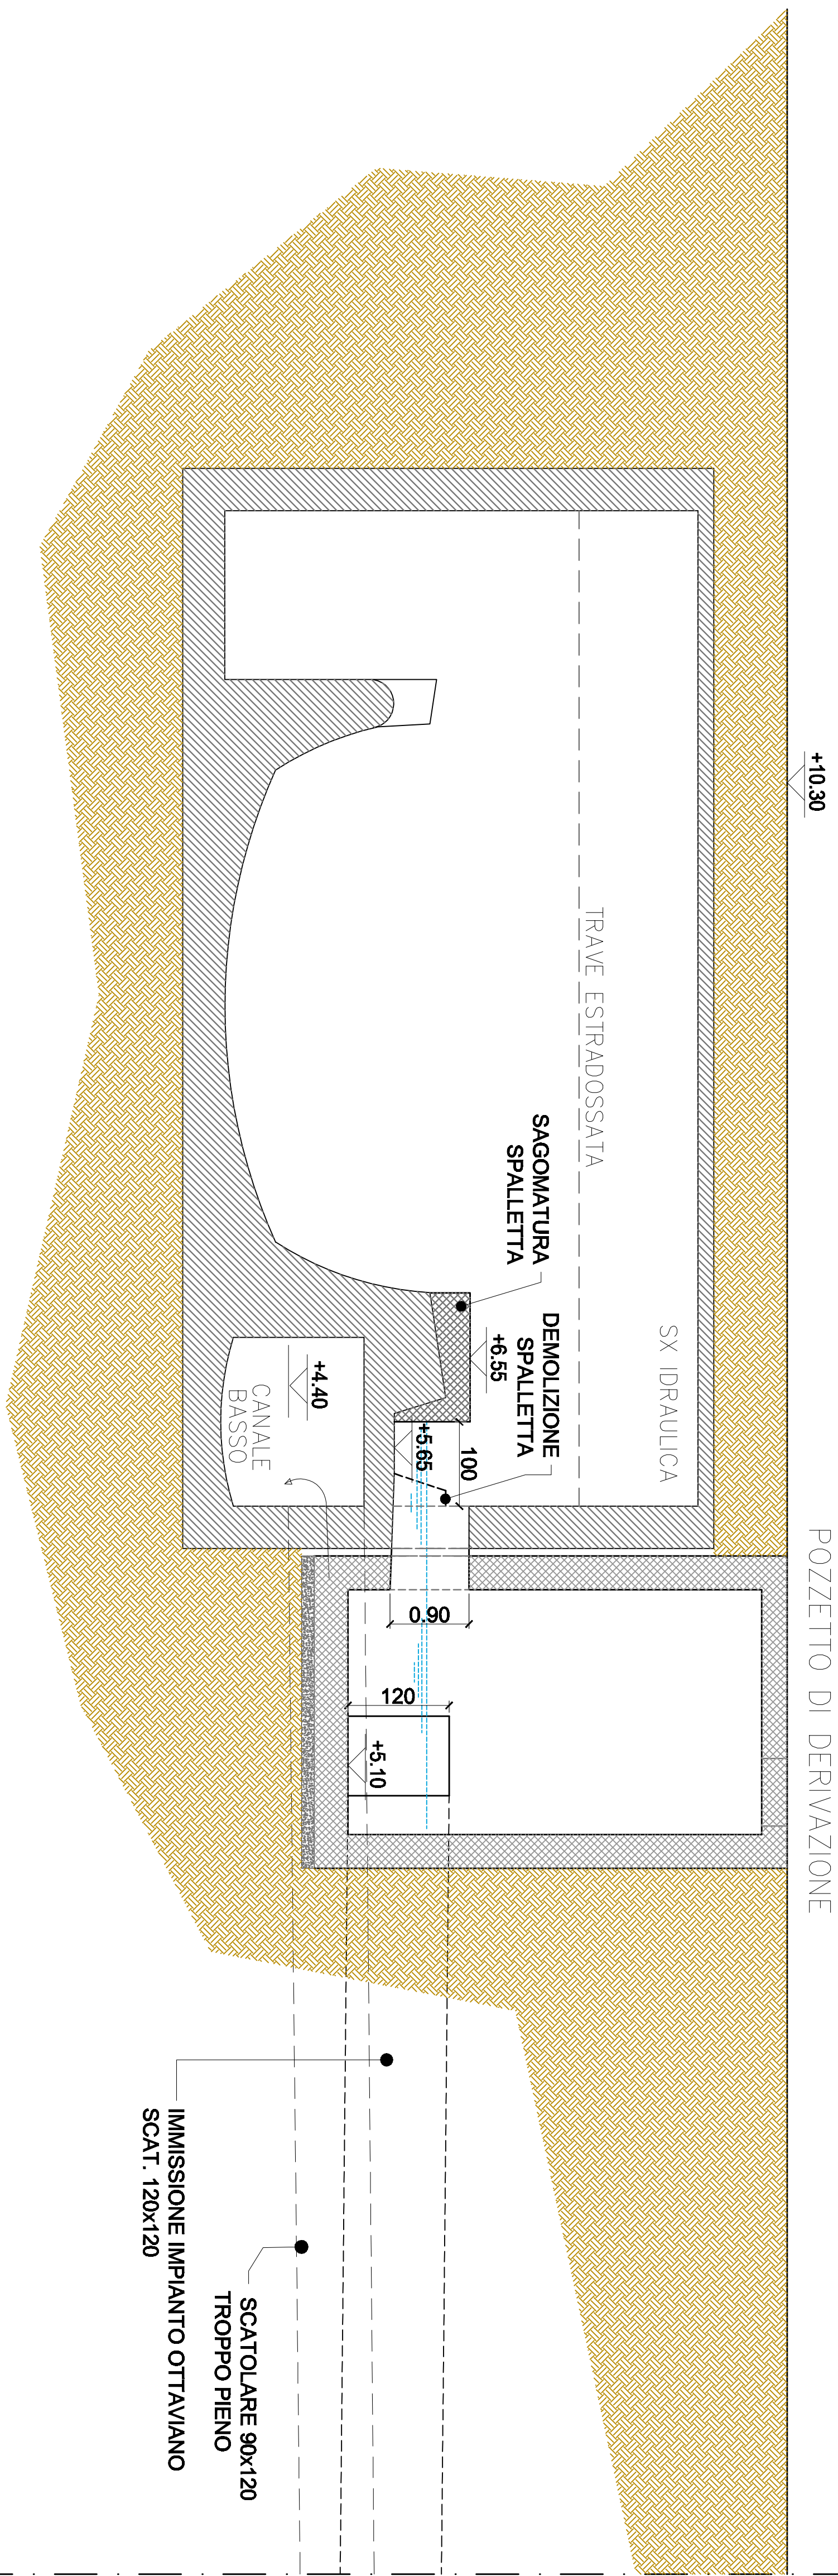 +10.30
POZZETTO DI DERIVAZIONE
TRAVE ESTRADOSSATA
SX IDRAULICA
SAGOMATURA
SPALLETTA
DEMOLIZIONE
SPALLETTA
+6.55
100
+5.65
0.90
120
+5.10
+4.40
CANALE
BASSO
IMMISSIONE IMPIANTO OTTAVIANO
SCAT. 120x120
SCATOLARE 90x120
TROPPO PIENO